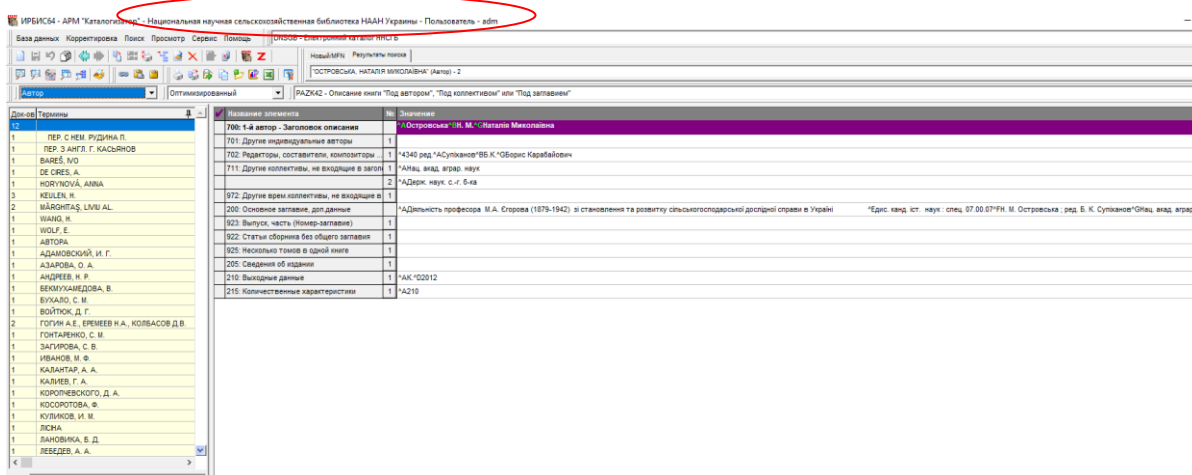 ИРБИС64 - АРМ "Каталогизатор" - Национальная научная сельскохозяйственная библиотека НААН Украины - Пользователь - adm
База данных Корректировка Поиск Просмотр Сервис Помощь
DNSGB - Електронний каталог ННСГБ
Новый/MFN Результаты поиска
"ОСТРОВСЬКА, НАТАЛІЯ МИКОЛАЇВНА" (Автор) - 2
Автор Оптимизированный PAZK42 - Описание книги "Под автором", "Под коллективом" или "Под заглавием"
Док-ов Термины
12
1 ПЕР. С НЕМ. РУДИНА П.
1 ПЕР. З АНГЛ. Г. КАСЬЯНОВ
1 BAREŠ, IVO
1 DE CIRES, A.
1 HORYNOVÁ, ANNA
3 KEULEN, H.
2 MĂRGHITAŞ, LIVIU AL.
1 WANG, H.
1 WOLF, E.
1 АВТОРА
1 АДАМОВСКИЙ, И. Г.
1 АЗАРОВА, О. А.
1 АНДРЕЕВ, Н. Р.
1 БЕКМУХАМЕДОВА, В.
1 БУХАЛО, С. М.
1 ВОЙТЮК, Д. Г.
2 ГОГИН А.Е., ЕРЕМЕЕВ Н.А., КОЛБАСОВ Д.В.
1 ГОНТАРЕНКО, С. М.
1 ЗАГИРОВА, С. В.
1 ИВАНОВ, М. Ф.
1 КАЛАНТАР, А. А.
1 КАЛИЕВ, Г. А.
1 КОРОПЧЕВСКОГО, Д. А.
1 КОСОРОТОВА, Ф.
1 КУЛИКОВ, И. М.
1 ЛІСІНА
1 ЛАНОВИКА, Б. Д.
1 ЛЕБЕДЕВ, А. А.
Название элемента № Значение
700: 1-й автор - Заголовок описания ^AОстровська^BН. М.^GНаталія Миколаївна
701: Другие индивидуальные авторы 1
702: Редакторы, составители, композиторы ... 1 ^4340 ред.^AСупіханов^BБ.К.^GБорис Карабайович
711: Другие коллективы, не входящие в загол 1 ^AНац. акад. аграр. наук
2 ^AДерж. наук. с.-г. б-ка
972: Другие врем.коллективы, не входящие в 1
200: Основное заглавие, доп.данные ^AДіяльність професора М.А. Єгорова (1879-1942) зі становлення та розвитку сільськогосподарської дослідної справи в Україні ^Eдис. канд. іст. наук : спец. 07.00.07^FН. М. Островська ; ред. Б. К. Супіханов^GНац. акад. аграр
923: Выпуск, часть (Номер-заглавие) 1
922: Статьи сборника без общего заглавия 1
925: Несколько томов в одной книге 1
205: Сведения об издании 1
210: Выходные данные 1 ^AК.^D2012
215: Количественные характеристики 1 ^A210